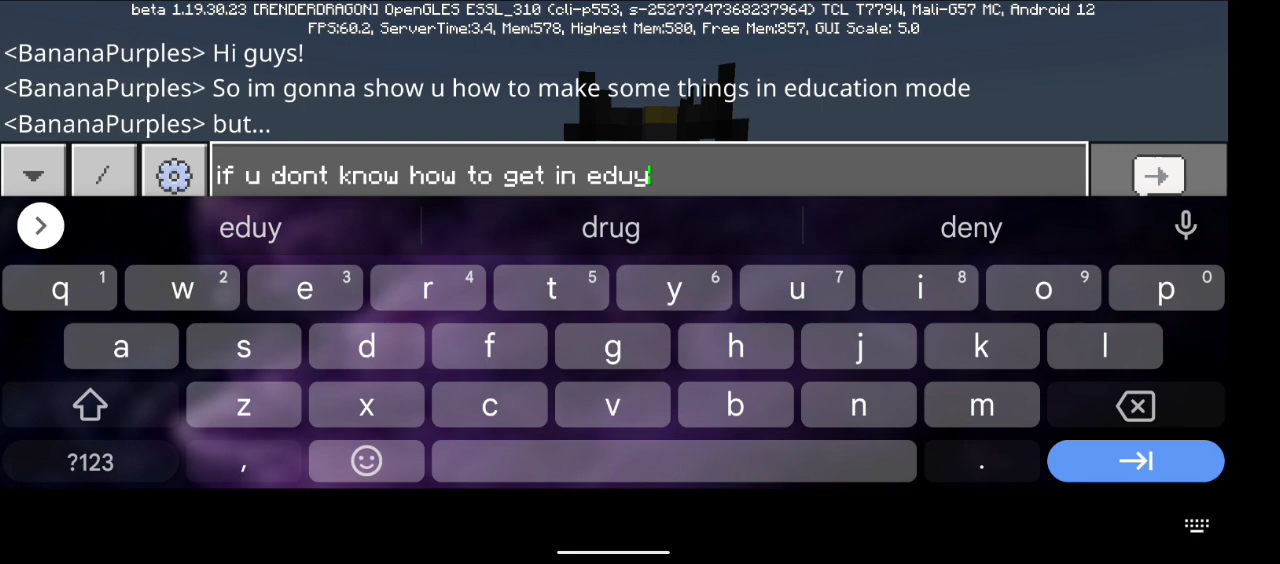 beta 1.19.30.23 [RENDERDRAGON] OpenGLES ESSL_310 (cli-p553, s-25273747368237964) TCL T779W, Mali-G57 MC, Android 12
FPS:60.2, ServerTime:3.4, Mem:578, Highest Mem:580, Free Mem:857, GUI Scale: 5.0
<BananaPurples> Hi guys!
<BananaPurples> So im gonna show u how to make some things in education mode
<BananaPurples> but...
/ if u dont know how to get in eduy
eduy drug deny
q 1 w 2 e 3 r 4 t 5 y 6 u 7 i 8 o 9 p 0
a s d f g h j k l
z x c v b n m
?123 , .